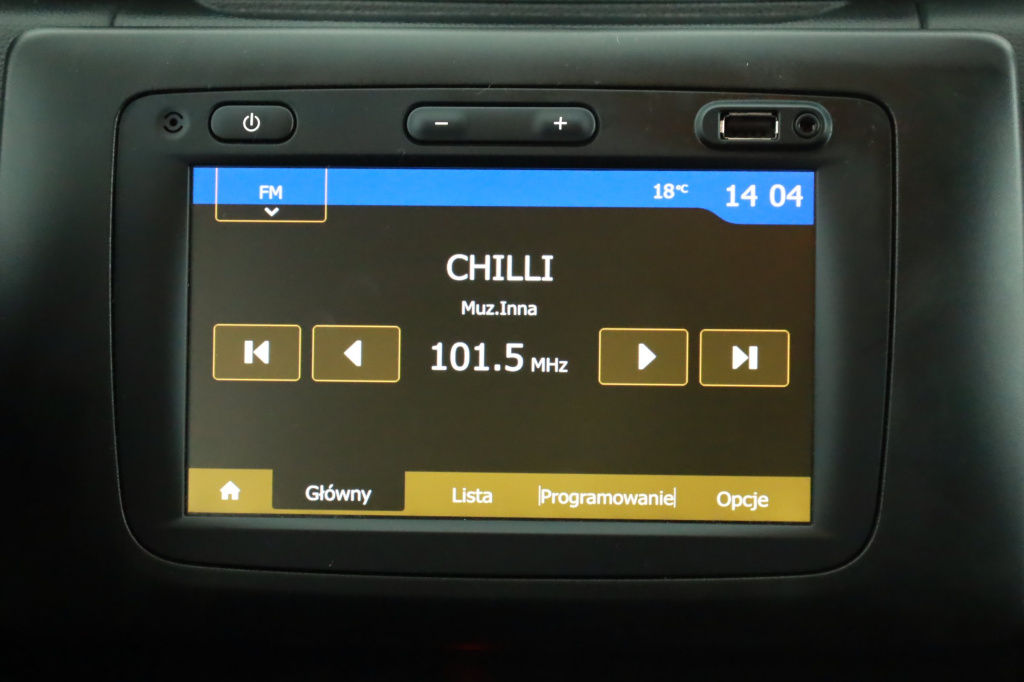 FM
18°C
14 04
CHILLI
Muz.Inna
101.5 MHz
Główny
Lista
Programowanie
Opcje